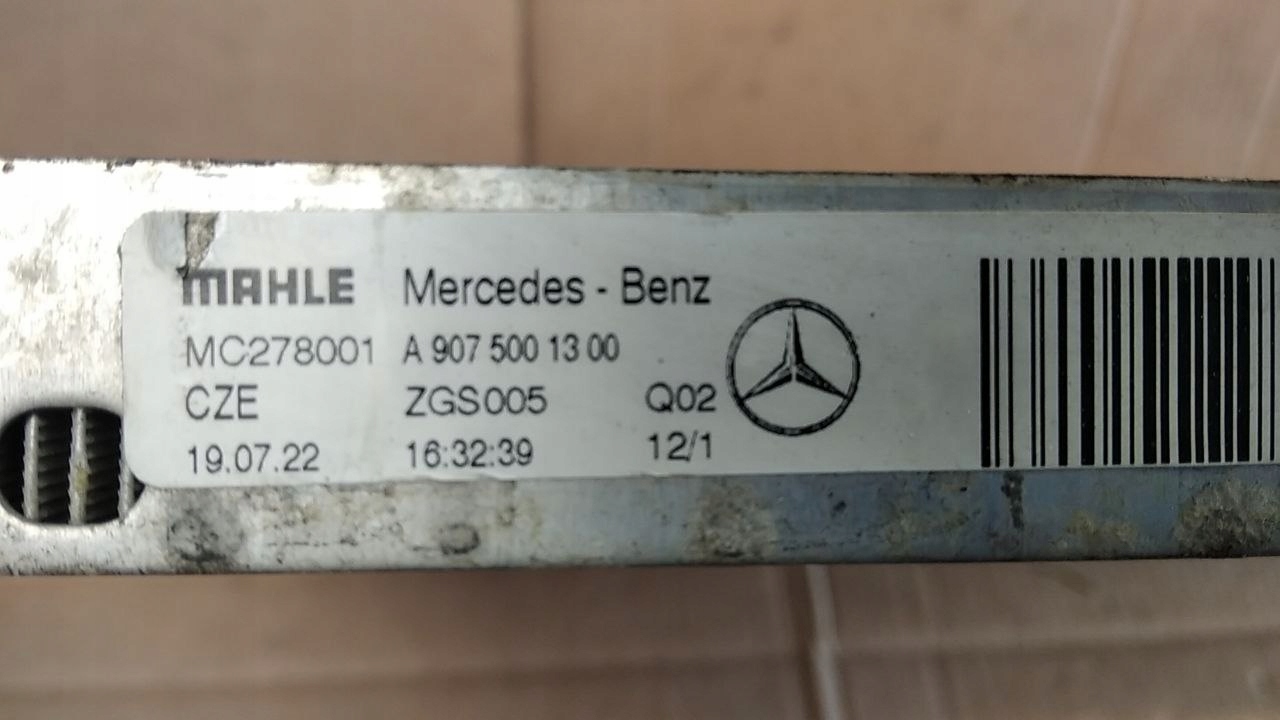 MAHLE Mercedes - Benz
MC278001 A 907 500 13 00
CZE ZGS005 Q02
19.07.22 16:32:39 12/1